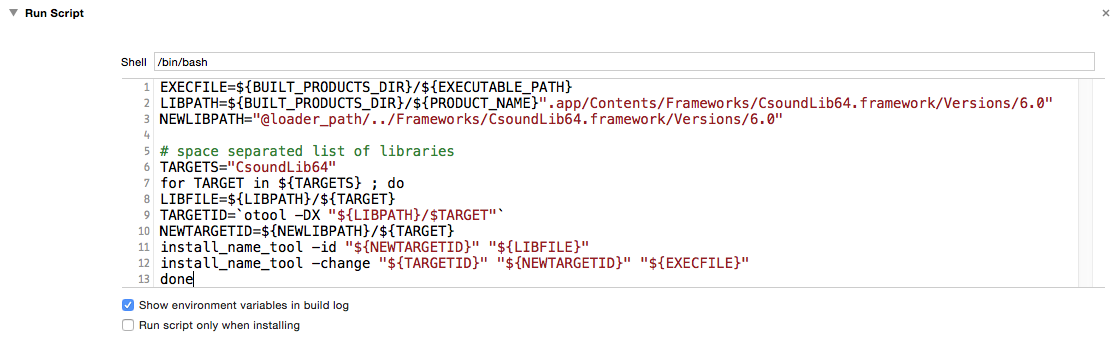 ▼ Run Script ×
Shell /bin/bash
1 EXECFILE=${BUILT_PRODUCTS_DIR}/${EXECUTABLE_PATH}
2 LIBPATH=${BUILT_PRODUCTS_DIR}/${PRODUCT_NAME}".app/Contents/Frameworks/CsoundLib64.framework/Versions/6.0"
3 NEWLIBPATH="@loader_path/../Frameworks/CsoundLib64.framework/Versions/6.0"
4
5 # space separated list of libraries
6 TARGETS="CsoundLib64"
7 for TARGET in ${TARGETS} ; do
8 LIBFILE=${LIBPATH}/${TARGET}
9 TARGETID=`otool -DX "${LIBPATH}/$TARGET"`
10 NEWTARGETID=${NEWLIBPATH}/${TARGET}
11 install_name_tool -id "${NEWTARGETID}" "${LIBFILE}"
12 install_name_tool -change "${TARGETID}" "${NEWTARGETID}" "${EXECFILE}"
13 done
Show environment variables in build log
Run script only when installing